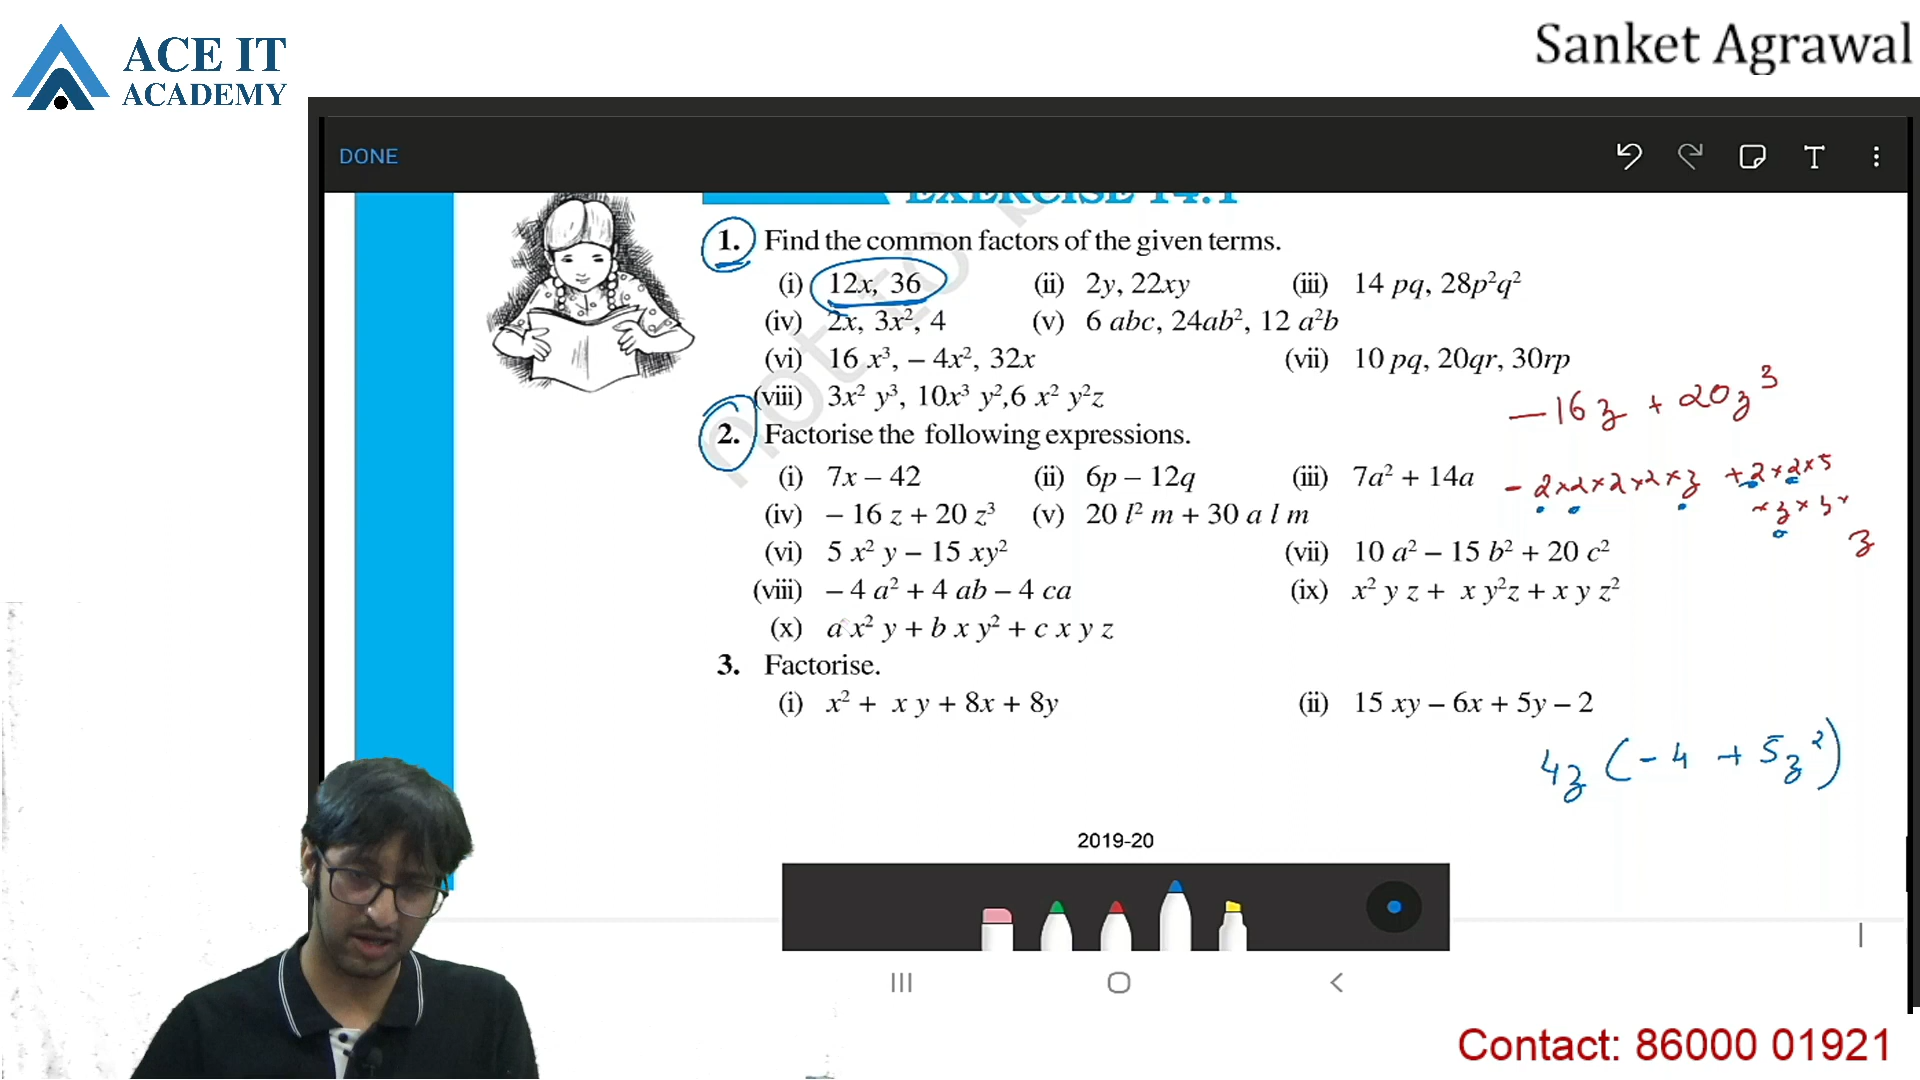 ACE IT
ACADEMY
Sanket Agrawal
DONE
EXERCISE 14.1
1. Find the common factors of the given terms.
(i) 12x, 36 (ii) 2y, 22xy (iii) 14 pq, 28p²q²
(iv) 2x, 3x², 4 (v) 6 abc, 24ab², 12 a²b
(vi) 16 x³, – 4x², 32x (vii) 10 pq, 20qr, 30rp
(viii) 3x² y³, 10x³ y²,6 x² y²z
2. Factorise the following expressions.
(i) 7x – 42 (ii) 6p – 12q (iii) 7a² + 14a
(iv) – 16 z + 20 z³ (v) 20 l² m + 30 a l m
(vi) 5 x² y – 15 xy² (vii) 10 a² – 15 b² + 20 c²
(viii) – 4 a² + 4 ab – 4 ca (ix) x² y z + x y²z + x y z²
(x) a x² y + b x y² + c x y z
3. Factorise.
(i) x² + x y + 8x + 8y (ii) 15 xy – 6x + 5y – 2
not to b
– 16z + 20z³
- 2×2×2×2×z + 2×2×5
× z × z ×
z
4z (-4 + 5z²)
2019-20
Contact: 86000 01921